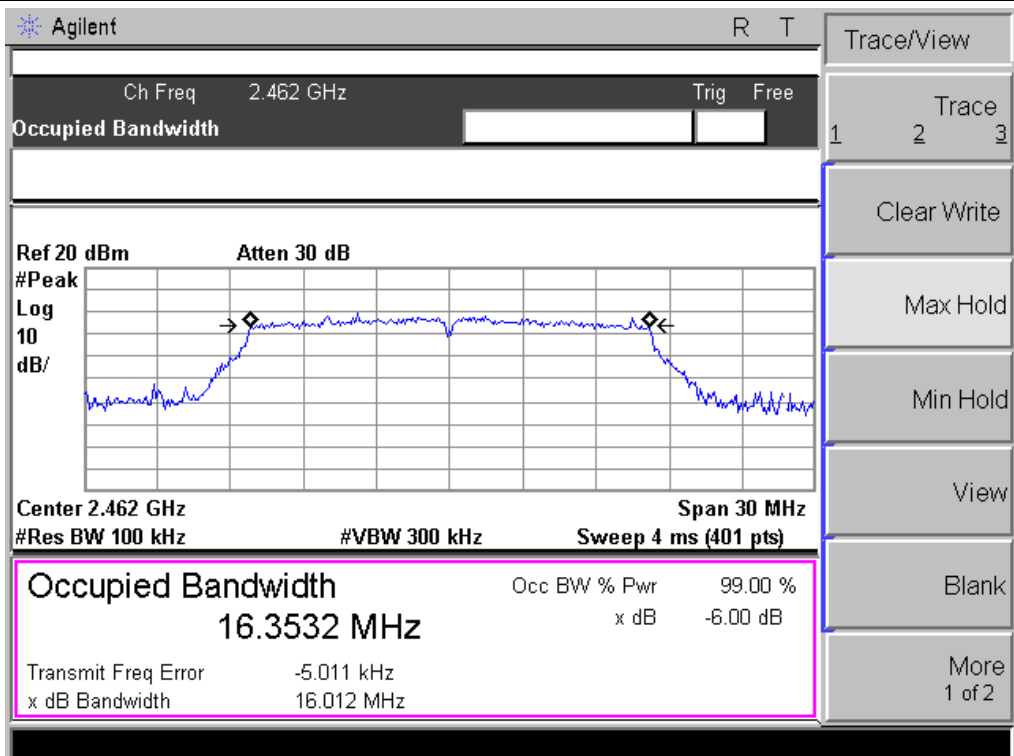 Agilent R T
Trace/View
Ch Freq 2.462 GHz Trig Free
Occupied Bandwidth
Trace
1 2 3
Clear Write
Max Hold
Min Hold
View
Blank
More
1 of 2
Ref 20 dBm Atten 30 dB
#Peak
Log
10
dB/
Center 2.462 GHz Span 30 MHz
#Res BW 100 kHz #VBW 300 kHz Sweep 4 ms (401 pts)
Occupied Bandwidth Occ BW % Pwr 99.00 %
16.3532 MHz x dB -6.00 dB
Transmit Freq Error -5.011 kHz
x dB Bandwidth 16.012 MHz